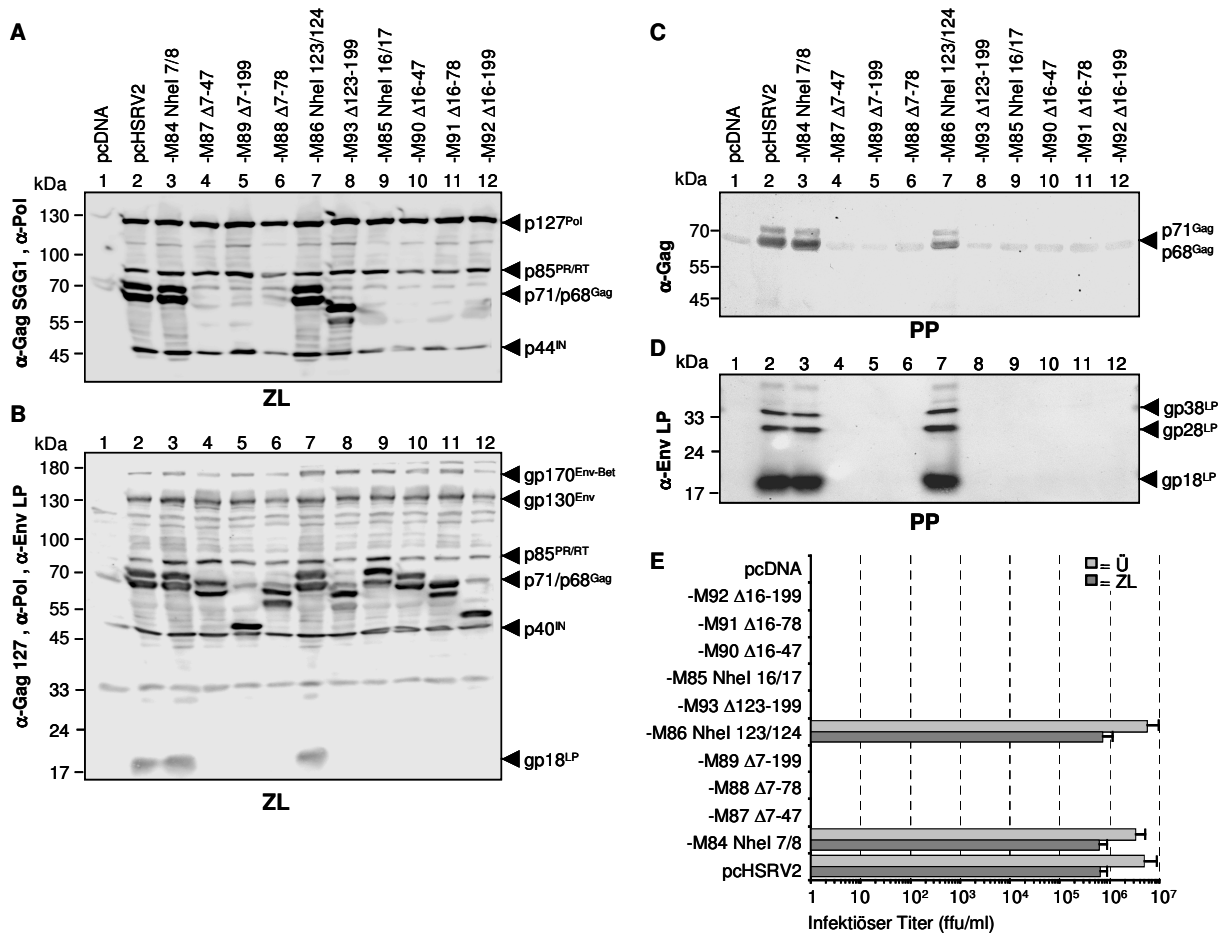 A
pcDNA
pcHSRV2
-M84 NheI 7/8
-M87 Δ7-47
-M89 Δ7-199
-M88 Δ7-78
-M86 NheI 123/124
-M93 Δ123-199
-M85 NheI 16/17
-M90 Δ16-47
-M91 Δ16-78
-M92 Δ16-199
kDa
1 2 3 4 5 6 7 8 9 10 11 12
130
100
70
55
45
α-Gag SGG1, α-Pol
p127Pol
p85PR/RT
p71/p68Gag
p44IN
ZL
B
kDa
1 2 3 4 5 6 7 8 9 10 11 12
180
130
100
70
55
45
33
24
17
α-Gag 127, α-Pol, α-Env LP
gp170Env-Bet
gp130Env
p85PR/RT
p71/p68Gag
p40IN
gp18LP
ZL
C
pcDNA
pcHSRV2
-M84 NheI 7/8
-M87 Δ7-47
-M89 Δ7-199
-M88 Δ7-78
-M86 NheI 123/124
-M93 Δ123-199
-M85 NheI 16/17
-M90 Δ16-47
-M91 Δ16-78
-M92 Δ16-199
kDa
1 2 3 4 5 6 7 8 9 10 11 12
70
55
45
α-Gag
p71Gag
p68Gag
PP
D
kDa
1 2 3 4 5 6 7 8 9 10 11 12
33
24
17
α-Env LP
gp38LP
gp28LP
gp18LP
PP
E
= Ü
= ZL
pcDNA
-M92 Δ16-199
-M91 Δ16-78
-M90 Δ16-47
-M85 NheI 16/17
-M93 Δ123-199
-M86 NheI 123/124
-M89 Δ7-199
-M88 Δ7-78
-M87 Δ7-47
-M84 NheI 7/8
pcHSRV2
1 10 10² 10³ 10⁴ 10⁵ 10⁶ 10⁷
Infektiöser Titer (ffu/ml)